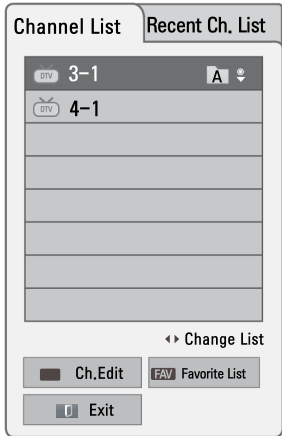 Channel List Recent Ch. List
DTV 3-1 A
DTV 4-1
Change List
Ch.Edit FAV Favorite List
Exit